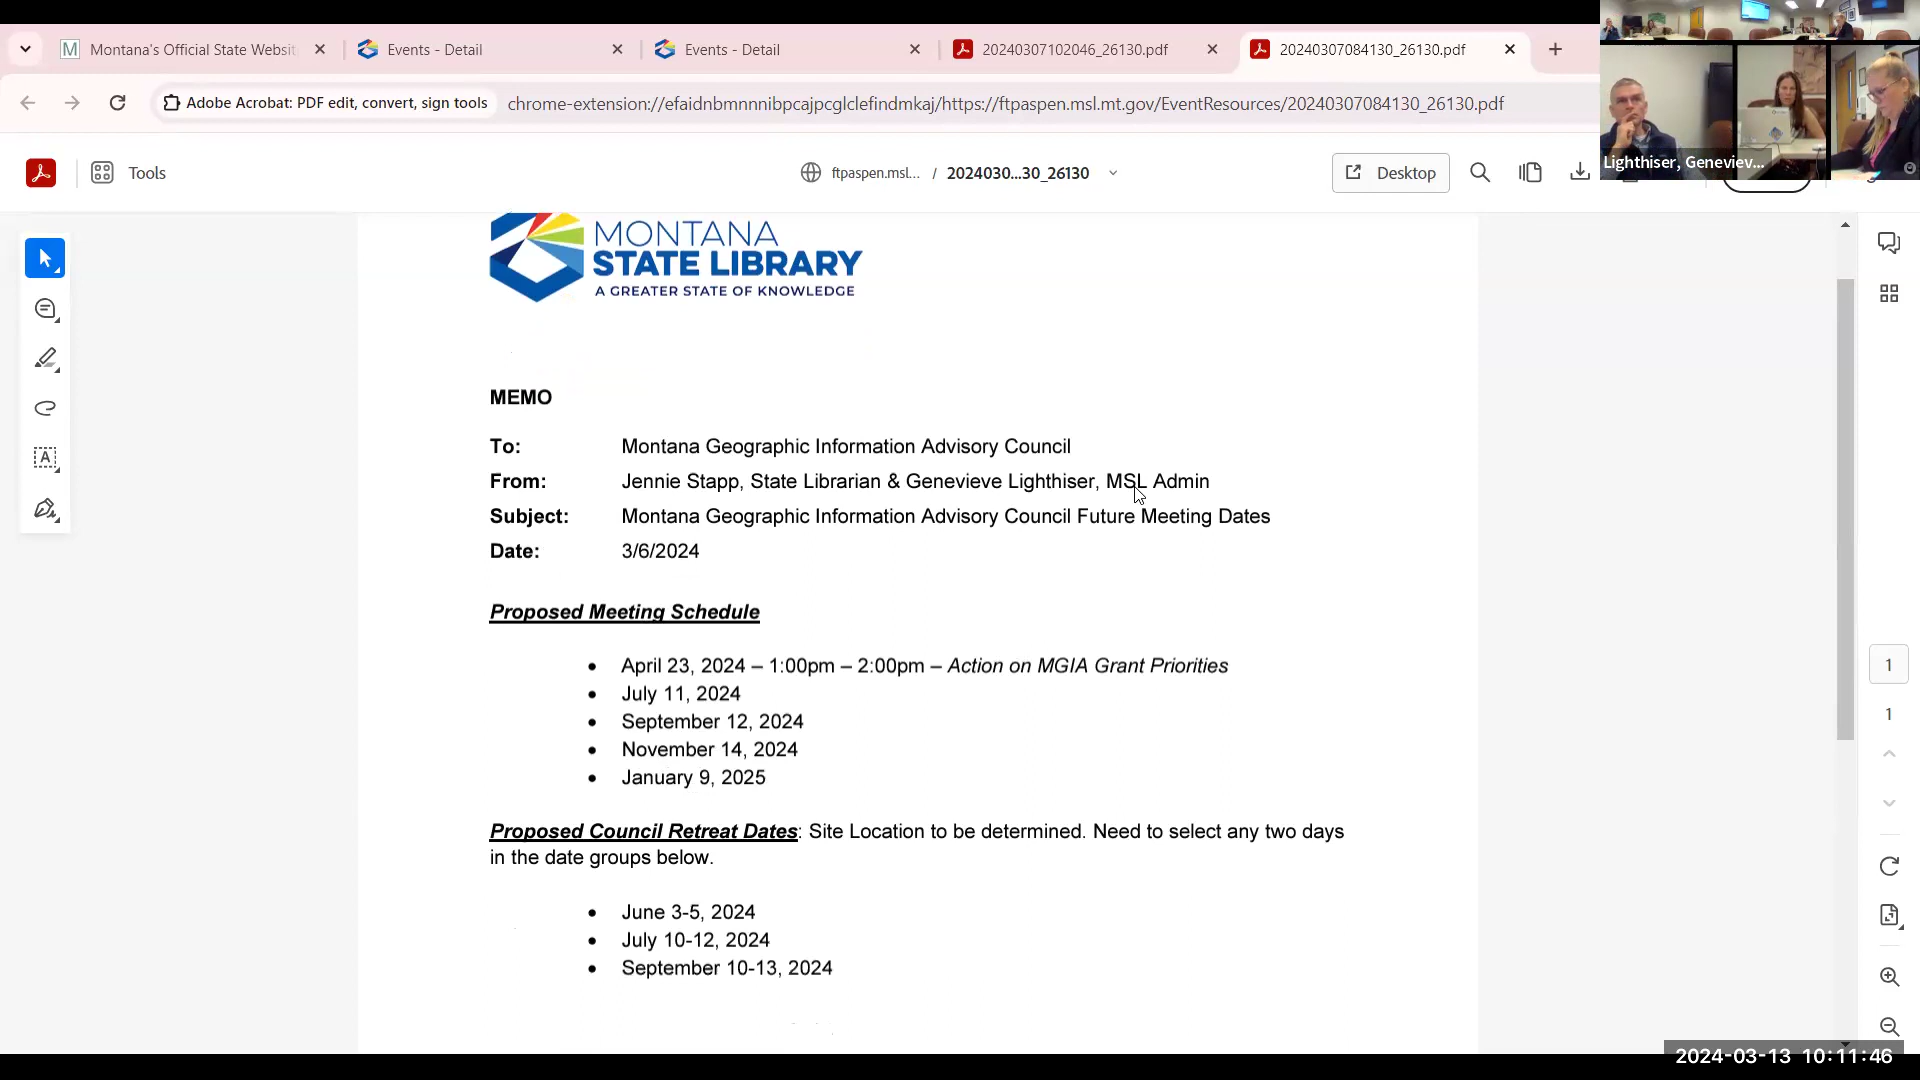 Montana's Official State Websit
Events - Detail
Events - Detail
20240307102046_26130.pdf
20240307084130_26130.pdf
Adobe Acrobat: PDF edit, convert, sign tools
chrome-extension://efaidnbmnnnibpcajpcglclefindmkaj/https://ftpaspen.msl.mt.gov/EventResources/20240307084130_26130.pdf
Lighthiser, Geneviev...
Tools
ftpaspen.msl... / 2024030...30_26130
Desktop
MONTANA
STATE LIBRARY
A GREATER STATE OF KNOWLEDGE
MEMO
To: Montana Geographic Information Advisory Council
From: Jennie Stapp, State Librarian & Genevieve Lighthiser, MSL Admin
Subject: Montana Geographic Information Advisory Council Future Meeting Dates
Date: 3/6/2024
Proposed Meeting Schedule
• April 23, 2024 – 1:00pm – 2:00pm – Action on MGIA Grant Priorities
• July 11, 2024
• September 12, 2024
• November 14, 2024
• January 9, 2025
Proposed Council Retreat Dates: Site Location to be determined. Need to select any two days
in the date groups below.
• June 3-5, 2024
• July 10-12, 2024
• September 10-13, 2024
1
1
2024-03-13 10:11:46